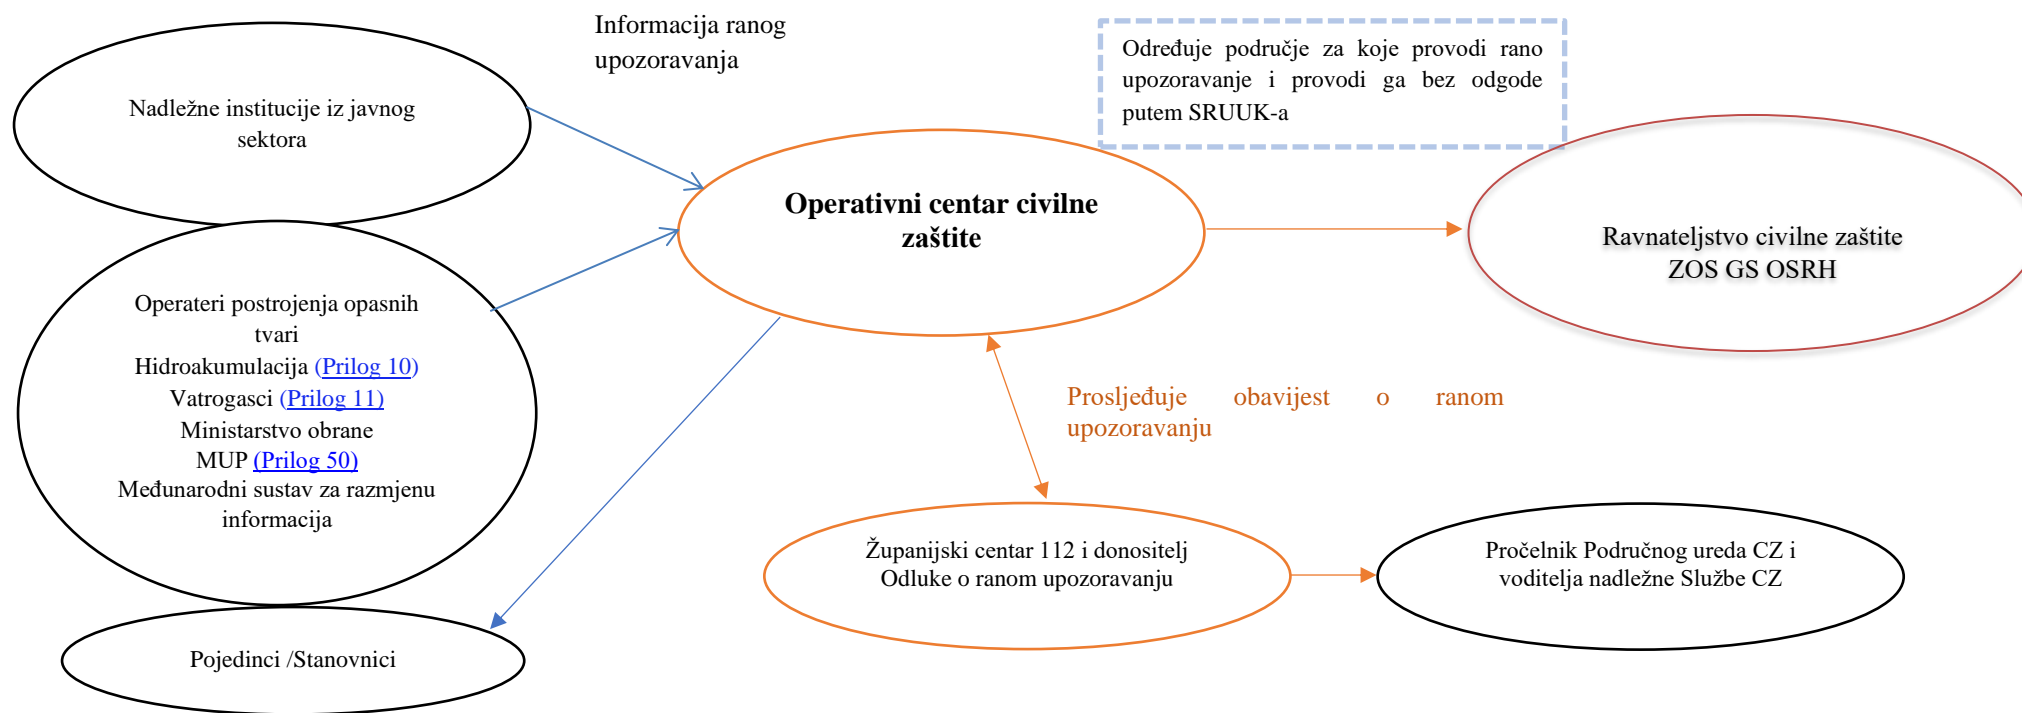 Informacija ranog
upozoravanja
Određuje područje za koje provodi rano
upozoravanje i provodi ga bez odgode
putem SRUUK-a
Nadležne institucije iz javnog
sektora
Operativni centar civilne
zaštite
Ravnateljstvo civilne zaštite
ZOS GS OSRH
Operateri postrojenja opasnih
tvari
Hidroakumulacija (Prilog 10)
Vatrogasci (Prilog 11)
Ministarstvo obrane
MUP (Prilog 50)
Međunarodni sustav za razmjenu
informacija
Prosljeđuje obavijest o ranom
upozoravanju
Županijski centar 112 i donositelj
Odluke o ranom upozoravanju
Pročelnik Područnog ureda CZ i
voditelja nadležne Službe CZ
Pojedinci /Stanovnici